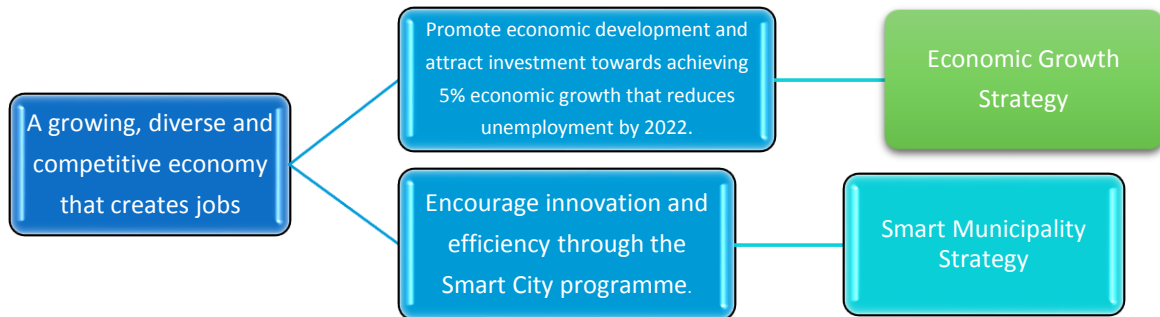 A growing, diverse and
competitive economy
that creates jobs
Promote economic development and
attract investment towards achieving
5% economic growth that reduces
unemployment by 2022.
Economic Growth
Strategy
Encourage innovation and
efficiency through the
Smart City programme.
Smart Municipality
Strategy